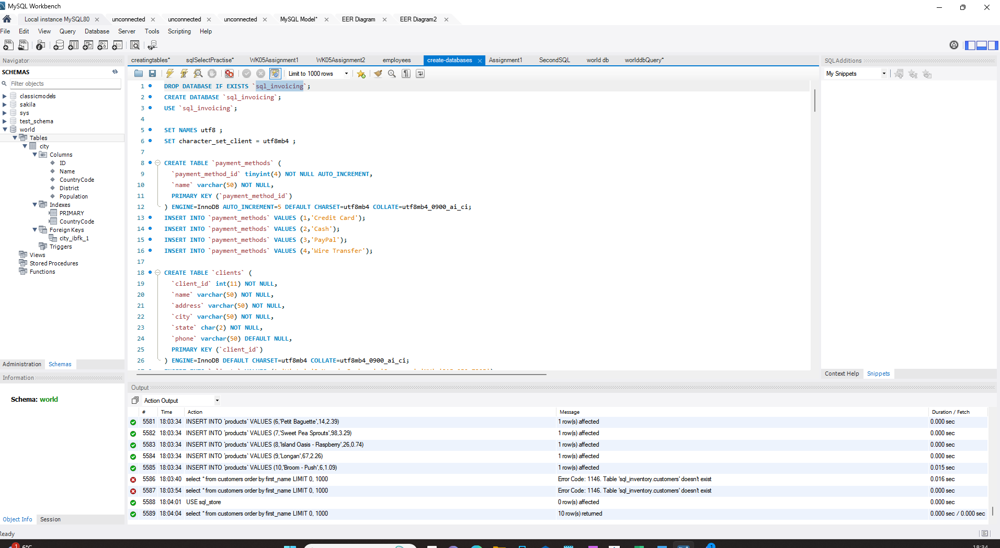 MySQL Workbench
Local instance MySQL80
unconnected
unconnected
unconnected
MySQL Model*
EER Diagram
EER Diagram2
File Edit View Query Database Server Tools Scripting Help
Navigator
SCHEMAS
Filter objects
classicmodels
sakila
sys
test_schema
world
Tables
city
Columns
ID
Name
CountryCode
District
Population
Indexes
PRIMARY
CountryCode
Foreign Keys
city_ibfk_1
Triggers
Views
Stored Procedures
Functions
Administration Schemas
Information
Schema: world
Object Info Session
creatingtables* sqlSelectPractise* WK05Assignment1 WK05Assignment2 employees create-databases Assignment1 SecondSQL world db worlddbQuery*
Limit to 1000 rows
1 DROP DATABASE IF EXISTS `sql_invoicing`;
2 CREATE DATABASE `sql_invoicing`;
3 USE `sql_invoicing`;
4
5 SET NAMES utf8 ;
6 SET character_set_client = utf8mb4 ;
7
8 CREATE TABLE `payment_methods` (
9 `payment_method_id` tinyint(4) NOT NULL AUTO_INCREMENT,
10 `name` varchar(50) NOT NULL,
11 PRIMARY KEY (`payment_method_id`)
12 ) ENGINE=InnoDB AUTO_INCREMENT=5 DEFAULT CHARSET=utf8mb4 COLLATE=utf8mb4_0900_ai_ci;
13 INSERT INTO `payment_methods` VALUES (1,'Credit Card');
14 INSERT INTO `payment_methods` VALUES (2,'Cash');
15 INSERT INTO `payment_methods` VALUES (3,'PayPal');
16 INSERT INTO `payment_methods` VALUES (4,'Wire Transfer');
17
18 CREATE TABLE `clients` (
19 `client_id` int(11) NOT NULL,
20 `name` varchar(50) NOT NULL,
21 `address` varchar(50) NOT NULL,
22 `city` varchar(50) NOT NULL,
23 `state` char(2) NOT NULL,
24 `phone` varchar(50) DEFAULT NULL,
25 PRIMARY KEY (`client_id`)
26 ) ENGINE=InnoDB DEFAULT CHARSET=utf8mb4 COLLATE=utf8mb4_0900_ai_ci;
SQLAdditions
My Snippets
Context Help Snippets
Output
Action Output
# Time Action Message Duration / Fetch
5581 18:03:34 INSERT INTO `products` VALUES (6,'Petit Baguette',14,2.39) 1 row(s) affected 0.000 sec
5582 18:03:34 INSERT INTO `products` VALUES (7,'Sweet Pea Sprouts',98,3.29) 1 row(s) affected 0.000 sec
5583 18:03:34 INSERT INTO `products` VALUES (8,'Island Oasis - Raspberry',26,0.74) 1 row(s) affected 0.000 sec
5584 18:03:34 INSERT INTO `products` VALUES (9,'Longan',67,2.26) 1 row(s) affected 0.000 sec
5585 18:03:34 INSERT INTO `products` VALUES (10,'Broom - Push',6,1.09) 1 row(s) affected 0.015 sec
5586 18:03:40 select * from customers order by first_name LIMIT 0, 1000 Error Code: 1146. Table 'sql_inventory.customers' doesn't exist 0.016 sec
5587 18:03:54 select * from customers order by first_name LIMIT 0, 1000 Error Code: 1146. Table 'sql_inventory.customers' doesn't exist 0.000 sec
5588 18:04:01 USE sql_store 0 row(s) affected 0.000 sec
5589 18:04:04 select * from customers order by first_name LIMIT 0, 1000 10 row(s) returned 0.000 sec / 0.000 sec
Ready
1 6°C
1
18:34